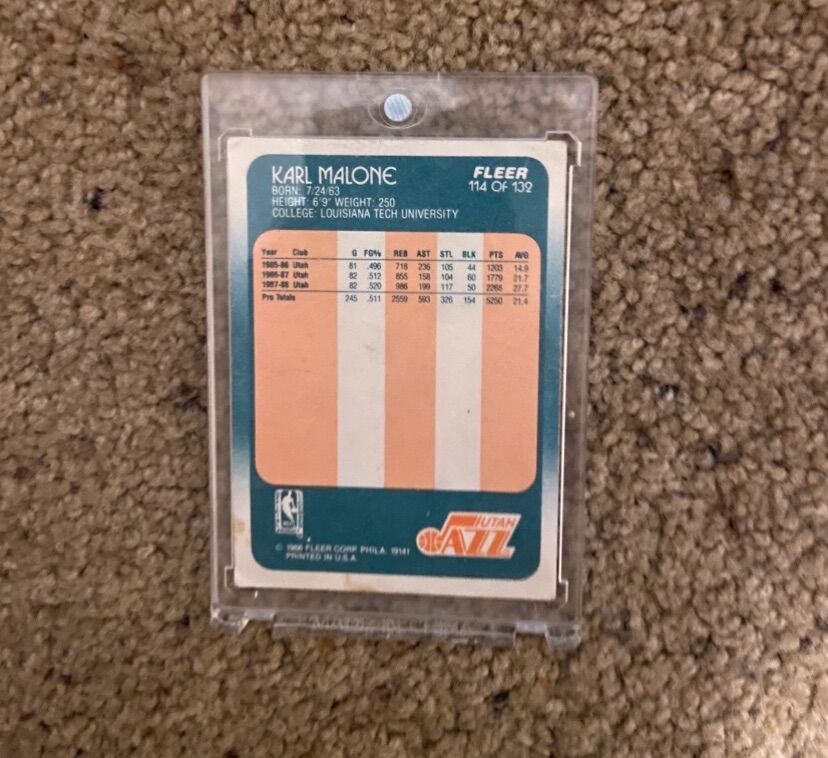 KARL MALONE
FLEER
114 OF 132
BORN: 7/24/63
HEIGHT: 6'9" WEIGHT: 250
COLLEGE: LOUISIANA TECH UNIVERSITY
Year Club G FG% REB AST STL BLK PTS AVG
1985-86 Utah 81 .496 718 236 105 44 1203 14.9
1986-87 Utah 82 .512 855 158 104 60 1779 21.7
1987-88 Utah 82 .520 986 199 117 50 2268 27.7
Pro Totals 245 .511 2559 593 326 154 5250 21.4
UTAH
JAZZ
© 1988 FLEER CORP. PHILA. 19141
PRINTED IN U.S.A.